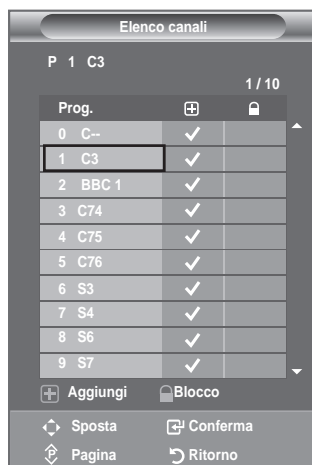 Elenco canali
P 1 C3
1 / 10
Prog.
0 C--
1 C3
2 BBC 1
3 C74
4 C75
5 C76
6 S3
7 S4
8 S6
9 S7
Aggiungi Blocco
Sposta Conferma
Pagina Ritorno